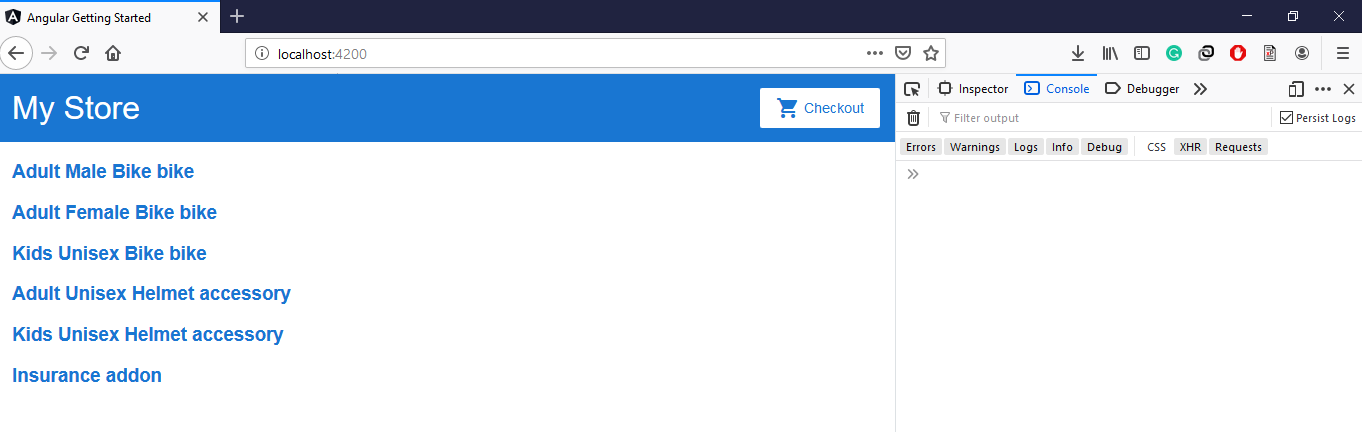 Angular Getting Started
localhost:4200
My Store
Checkout
Adult Male Bike bike
Adult Female Bike bike
Kids Unisex Bike bike
Adult Unisex Helmet accessory
Kids Unisex Helmet accessory
Insurance addon
Inspector Console Debugger
Filter output Persist Logs
Errors Warnings Logs Info Debug CSS XHR Requests